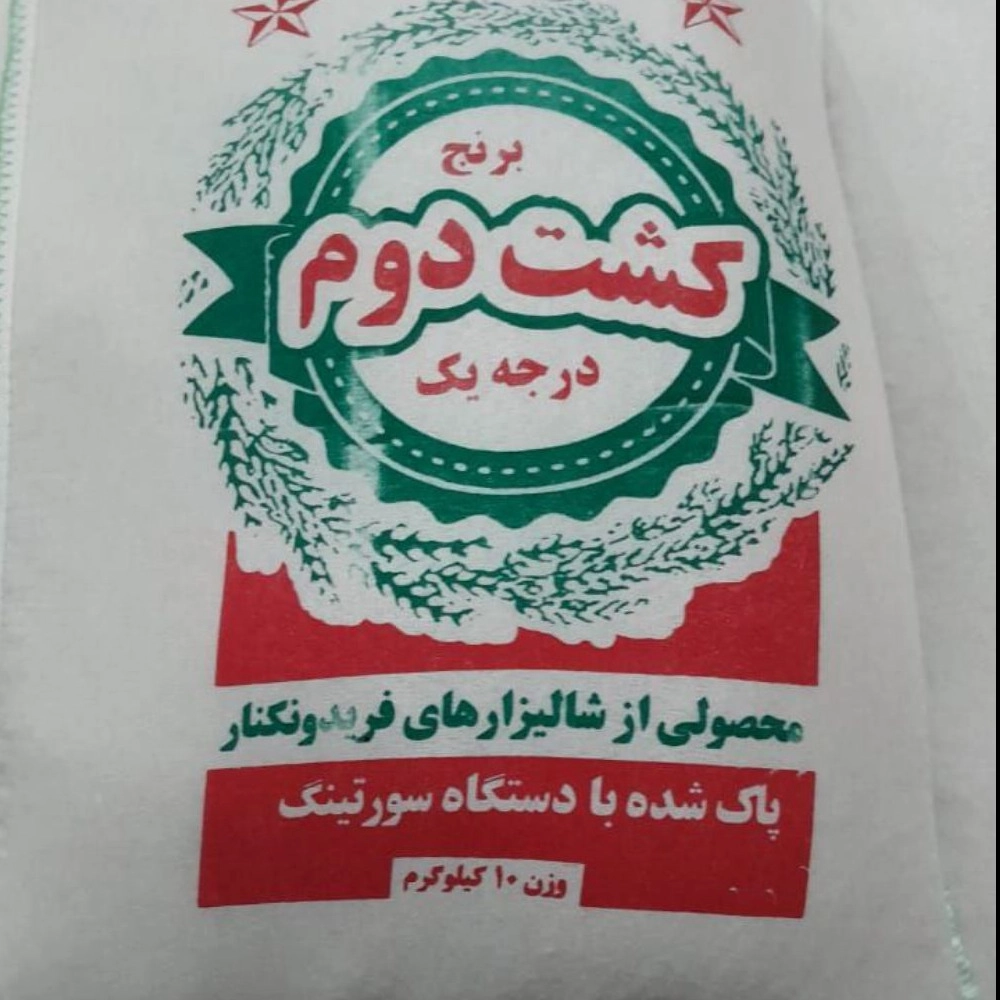 برنج
کشت دوم
درجه یک
محصولی از شالیزارهای فریدونکنار
پاک شده با دستگاه سورتینگ
وزن ۱۰ کیلوگرم